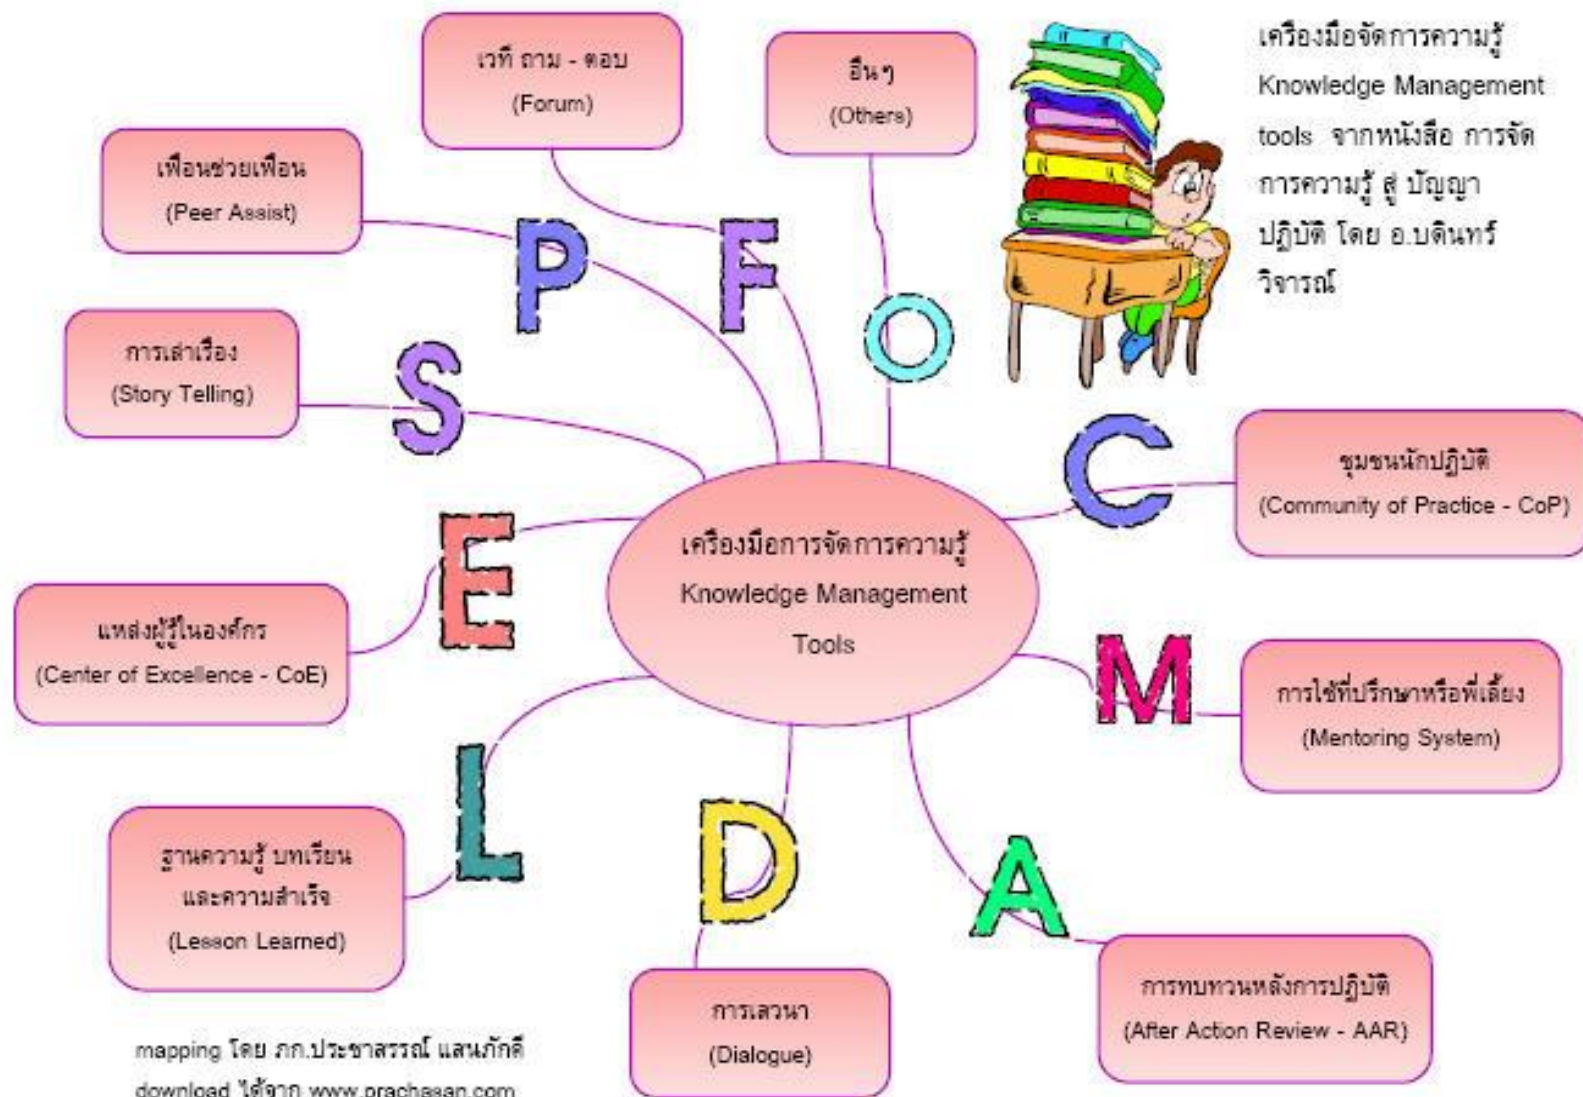 เวที ถาม - ตอบ
(Forum)
อื่นๆ
(Others)
เครื่องมือจัดการความรู้
Knowledge Management
tools จากหนังสือ การจัด
การความรู้ สู่ ปัญญา
ปฏิบัติ โดย อ.บดินทร์
วิจารณ์
เพื่อนช่วยเพื่อน
(Peer Assist)
P
F
O
การเล่าเรื่อง
(Story Telling)
S
C
ชุมชนนักปฏิบัติ
(Community of Practice - CoP)
เครื่องมือการจัดการความรู้
Knowledge Management
Tools
E
แหล่งผู้รู้ในองค์กร
(Center of Excellence - CoE)
M
การใช้ที่ปรึกษาหรือพี่เลี้ยง
(Mentoring System)
L
ฐานความรู้ บทเรียน
และความสำเร็จ
(Lesson Learned)
D
การเสวนา
(Dialogue)
A
การทบทวนหลังการปฏิบัติ
(After Action Review - AAR)
mapping โดย ภก.ประชาสรรณ์ แสนภักดี
download ได้จาก www.prachasan.com